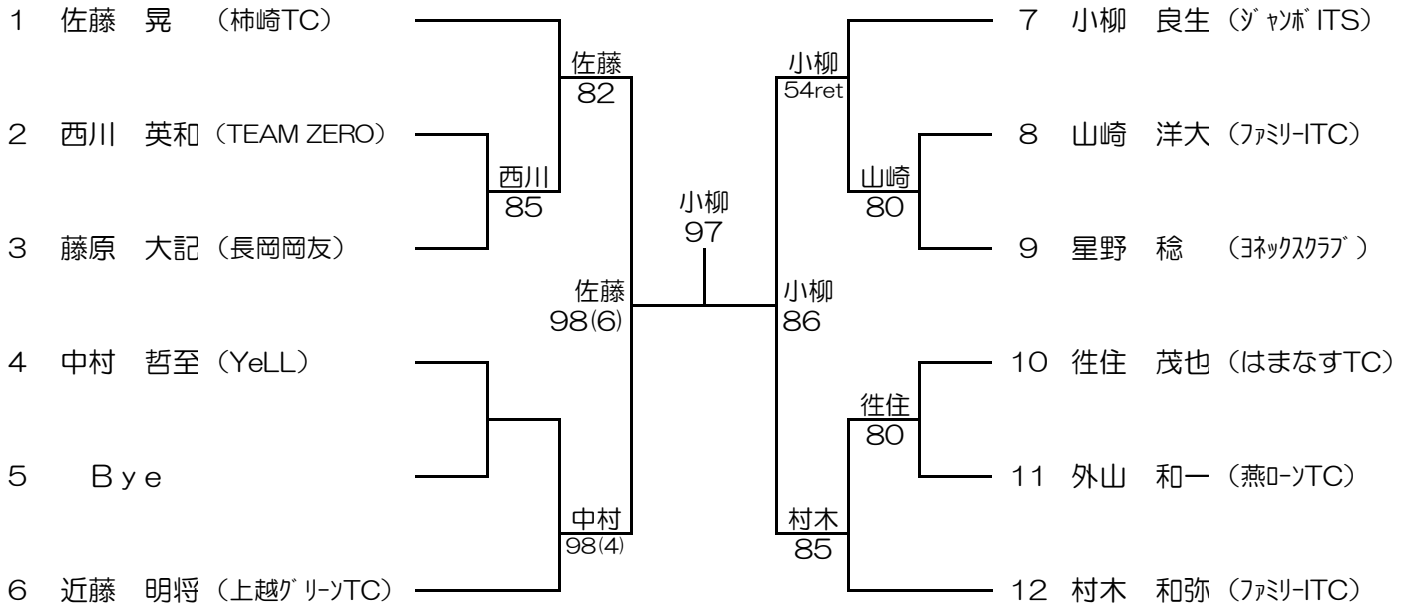 1 佐藤 晃 (柿崎TC)
2 西川 英和 (TEAM ZERO)
3 藤原 大記 (長岡岡友)
4 中村 哲至 (YeLL)
5 Bye
6 近藤 明将 (上越グリーンTC)
西川
85
佐藤
82
中村
98(4)
佐藤
98(6)
小柳
97
小柳
86
小柳
54ret
村木
85
山崎
80
徃住
80
7 小柳 良生 (ジャンボITS)
8 山崎 洋大 (ファミリーITC)
9 星野 稔 (ヨネックスクラブ)
10 徃住 茂也 (はまなすTC)
11 外山 和一 (燕ローンTC)
12 村木 和弥 (ファミリーITC)